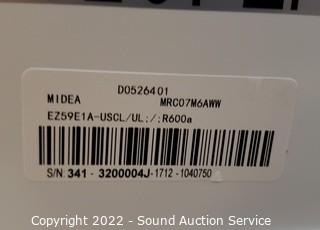 D0526401
MIDEA MRC07M6AWW
EZ59E1A-USCL/UL;/;R600a
S/N: 341 - 3200004J-1712 -1040750
Copyright 2022 - Sound Auction Service